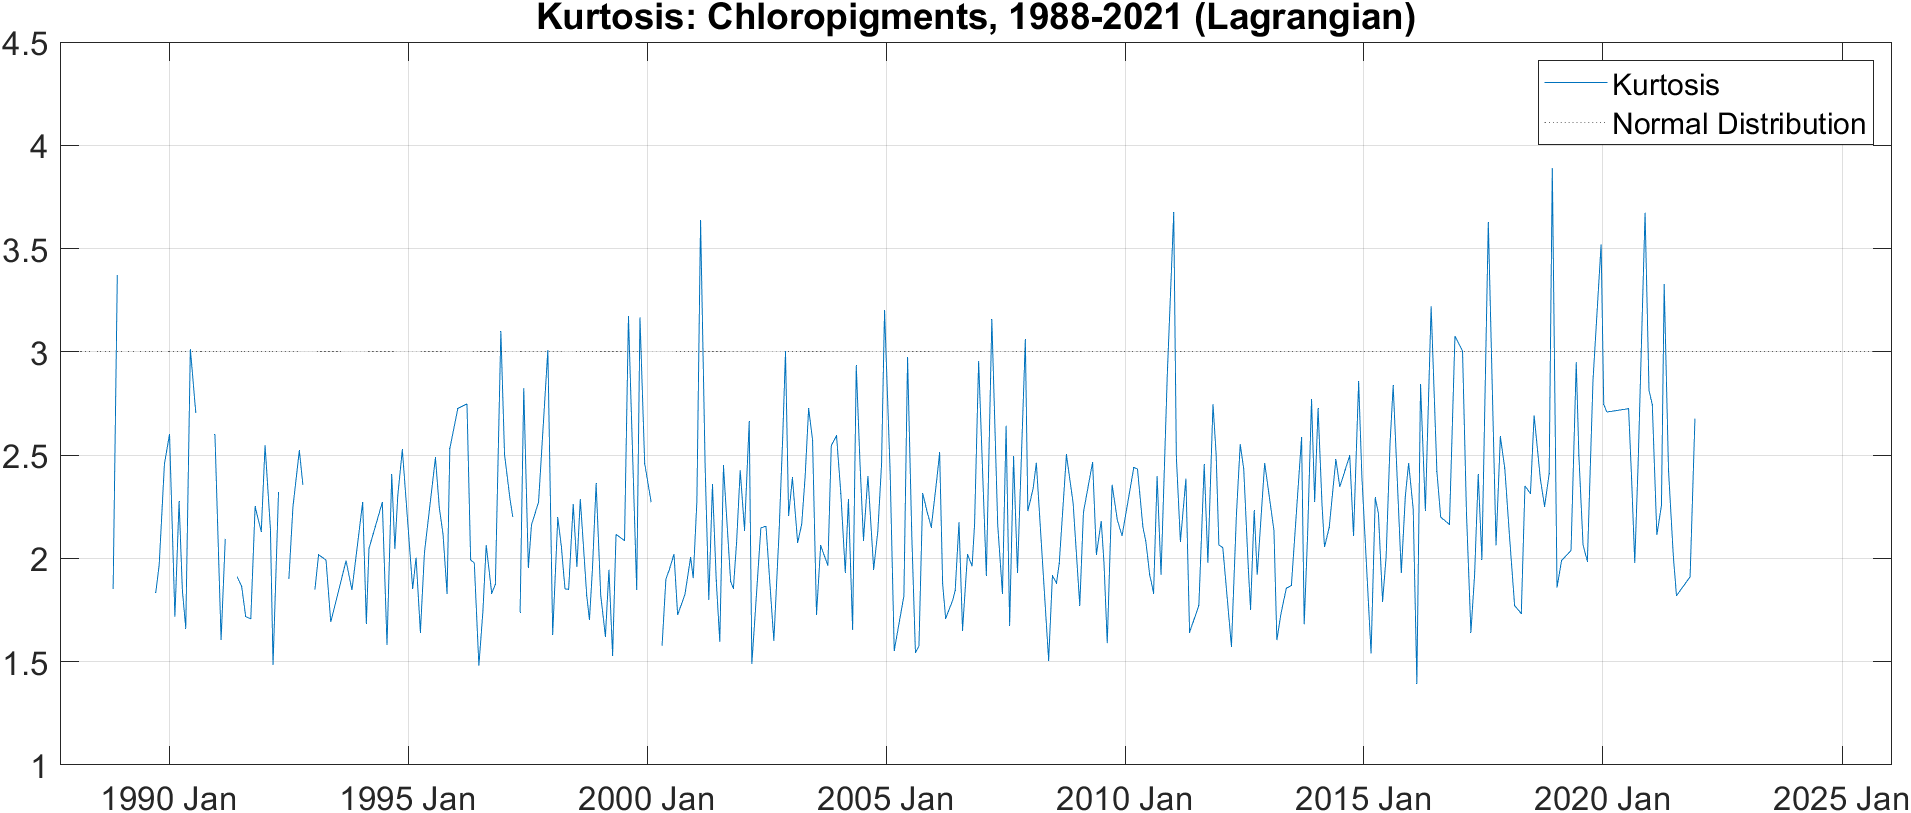 Kurtosis: Chloropigments, 1988-2021 (Lagrangian)
4.5
4
3.5
3
2.5
2
1.5
1
Kurtosis
Normal Distribution
1990 Jan
1995 Jan
2000 Jan
2005 Jan
2010 Jan
2015 Jan
2020 Jan
2025 Jan